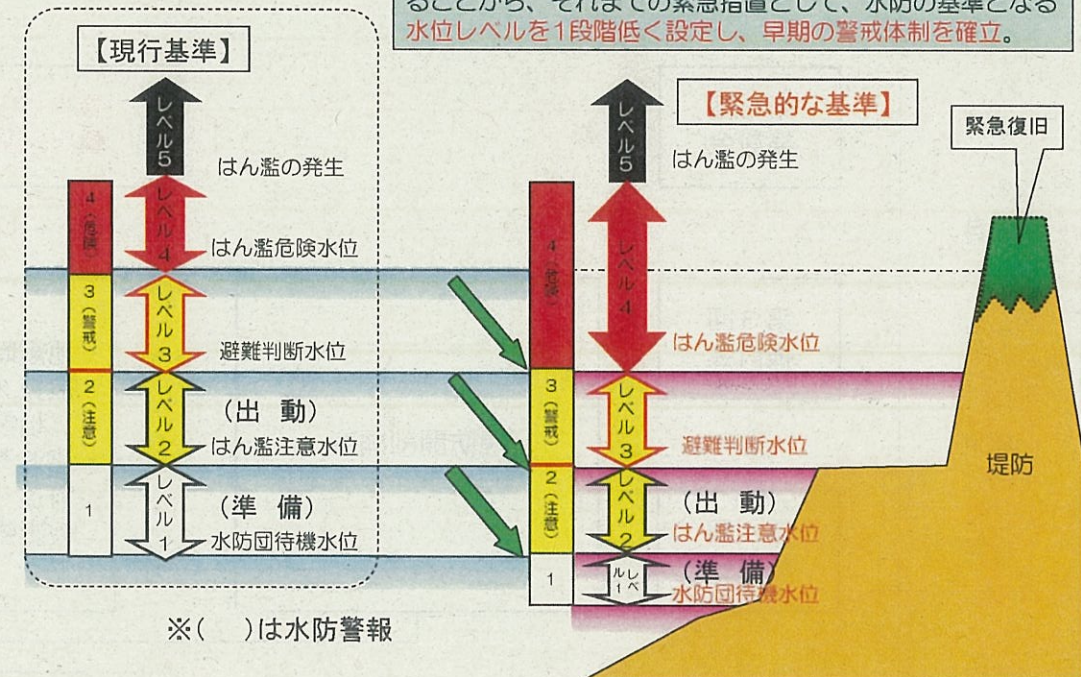 ることから、それまでの緊急措置として、水防の基準となる
水位レベルを1段階低く設定し、早期の警戒体制を確立。
【現行基準】
レベル5
はん濫の発生
4(危険)
レベル4
はん濫危険水位
3(警戒)
レベル3
避難判断水位
2(注意)
レベル2
(出 動)
はん濫注意水位
1
レベル1
(準 備)
水防団待機水位
※( )は水防警報
【緊急的な基準】
レベル5
はん濫の発生
4(危険)
レベル4
はん濫危険水位
3(警戒)
レベル3
避難判断水位
2(注意)
レベル2
(出 動)
はん濫注意水位
1
レベル1
(準 備)
水防団待機水位
緊急復旧
堤防